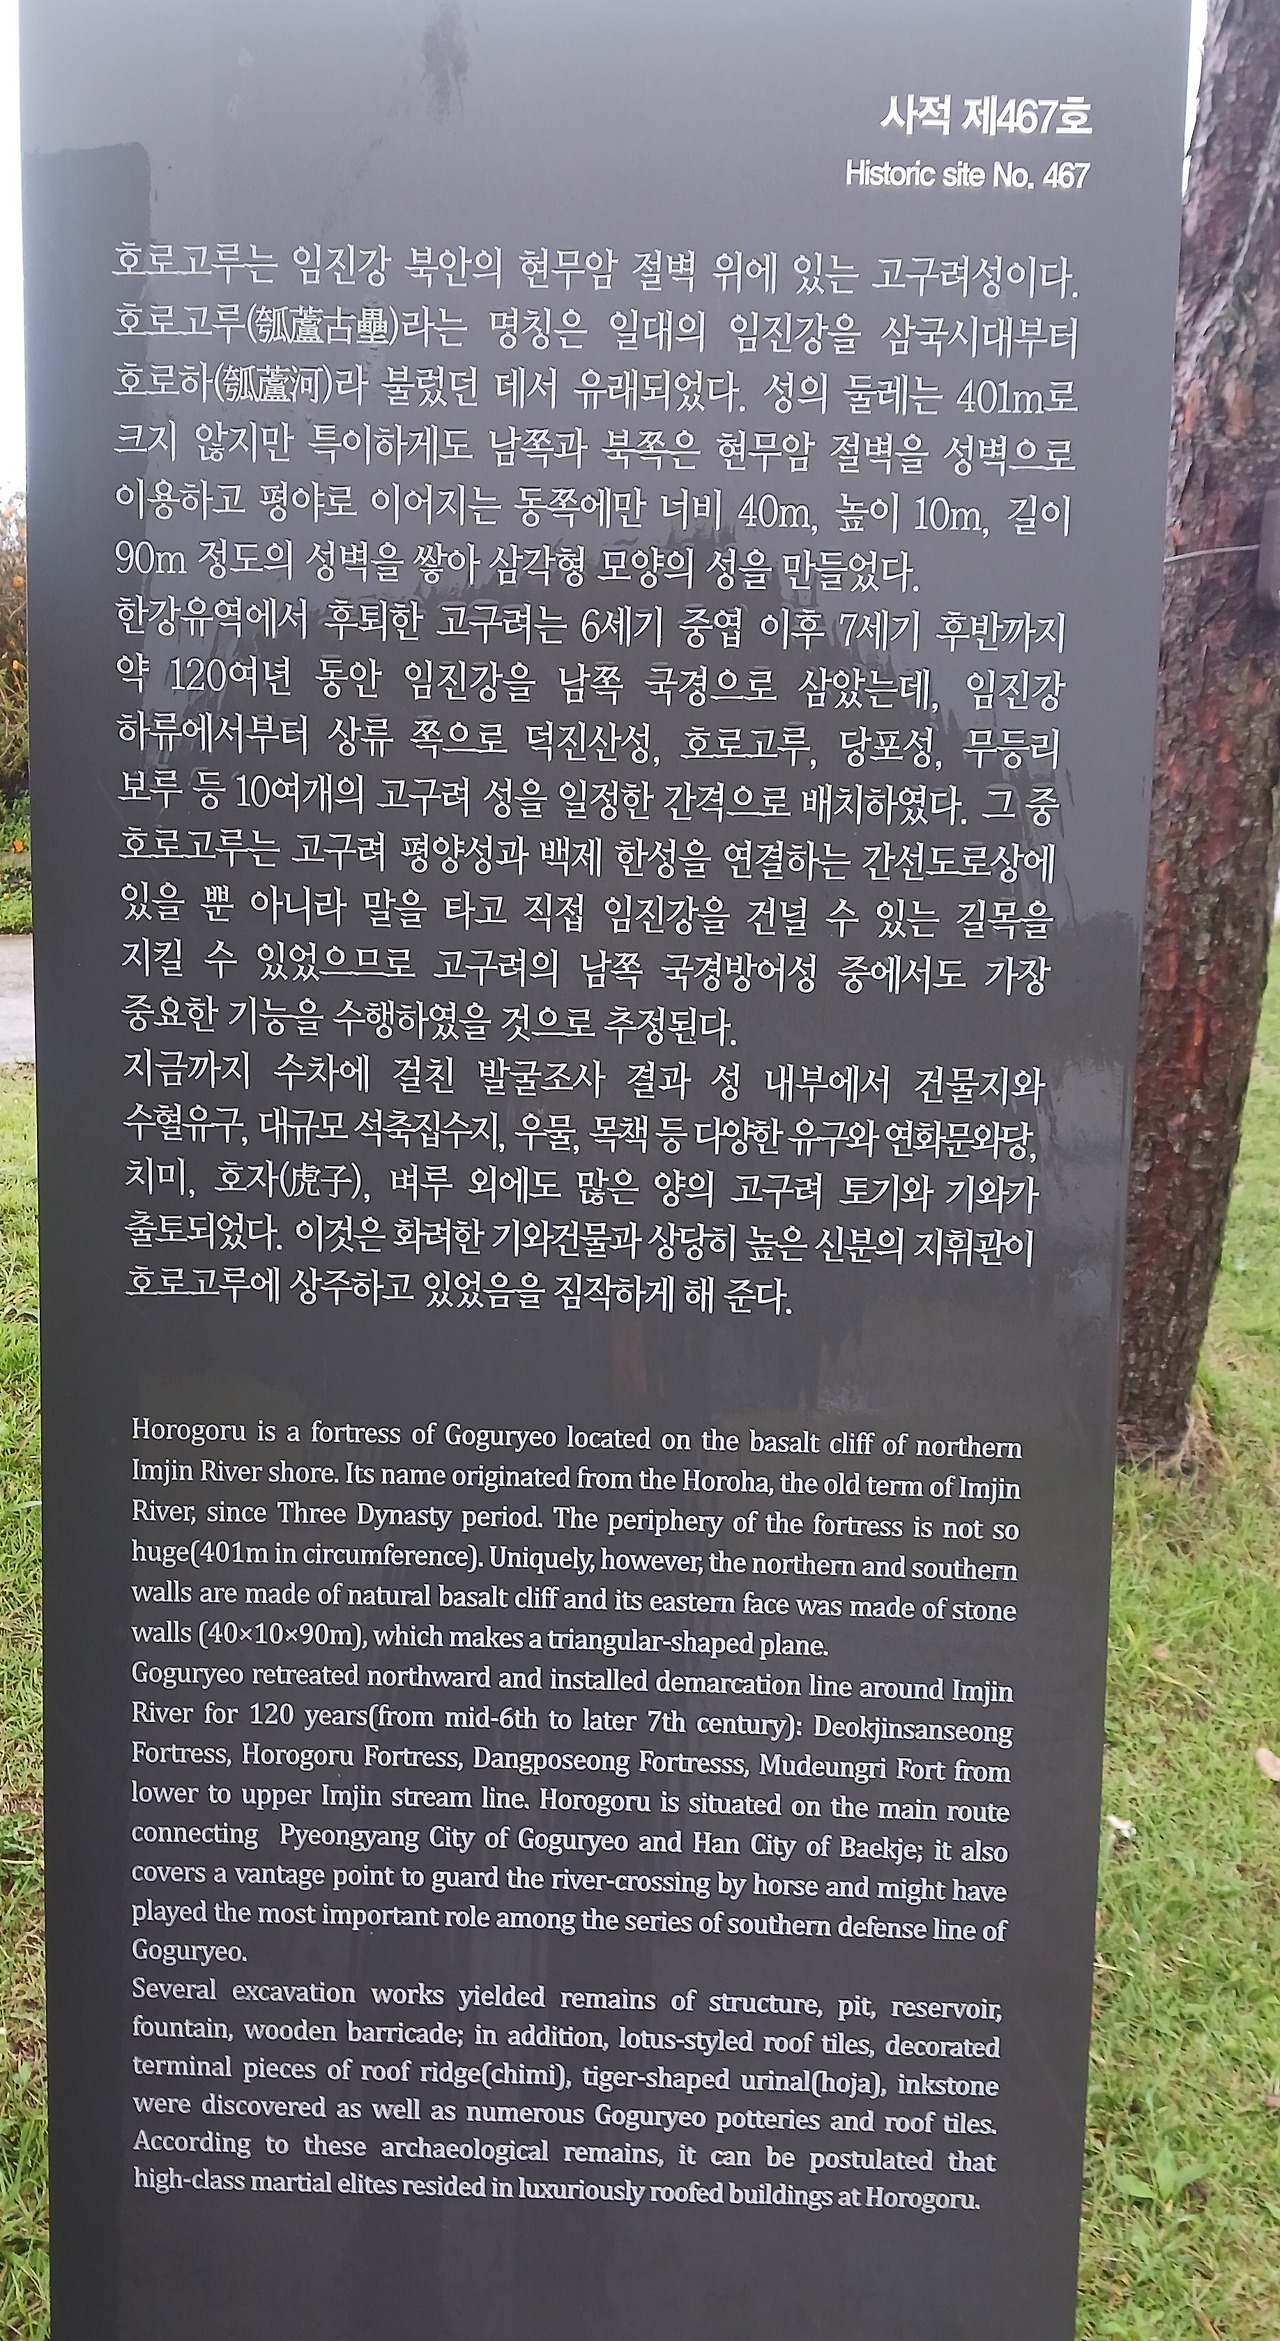 사적 제467호
Historic site No. 467
호로고루는 임진강 북안의 현무암 절벽 위에 있는 고구려성이다.
호로고루(瓠蘆古壘)라는 명칭은 일대의 임진강을 삼국시대부터
호로하(瓠蘆河)라 불렀던 데서 유래되었다. 성의 둘레는 401m로
크지 않지만 특이하게도 남쪽과 북쪽은 현무암 절벽을 성벽으로
이용하고 평야로 이어지는 동쪽에만 너비 40m, 높이 10m, 길이
90m 정도의 성벽을 쌓아 삼각형 모양의 성을 만들었다.
한강유역에서 후퇴한 고구려는 6세기 중엽 이후 7세기 후반까지
약 120여년 동안 임진강을 남쪽 국경으로 삼았는데, 임진강
하류에서부터 상류 쪽으로 덕진산성, 호로고루, 당포성, 무등리
보루 등 10여개의 고구려 성을 일정한 간격으로 배치하였다. 그 중
호로고루는 고구려 평양성과 백제 한성을 연결하는 간선도로상에
있을 뿐 아니라 말을 타고 직접 임진강을 건널 수 있는 길목을
지킬 수 있었으므로 고구려의 남쪽 국경방어성 중에서도 가장
중요한 기능을 수행하였을 것으로 추정된다.
지금까지 수차에 걸친 발굴조사 결과 성 내부에서 건물지와
수혈유구, 대규모 석축집수지, 우물, 목책 등 다양한 유구와 연화문와당,
치미, 호자(虎子), 벼루 외에도 많은 양의 고구려 토기와 기와가
출토되었다. 이것은 화려한 기와건물과 상당히 높은 신분의 지휘관이
호로고루에 상주하고 있었음을 짐작하게 해 준다.
Horogoru is a fortress of Goguryeo located on the basalt cliff of northern
Imjin River shore. Its name originated from the Horoha, the old term of Imjin
River, since Three Dynasty period. The periphery of the fortress is not so
huge(401m in circumference). Uniquely, however, the northern and southern
walls are made of natural basalt cliff and its eastern face was made of stone
walls (40×10×90m), which makes a triangular-shaped plane.
Goguryeo retreated northward and installed demarcation line around Imjin
River for 120 years(from mid-6th to later 7th century): Deokjinsanseong
Fortress, Horogoru Fortress, Dangposeong Fortresss, Mudeungri Fort from
lower to upper Imjin stream line. Horogoru is situated on the main route
connecting Pyeongyang City of Goguryeo and Han City of Baekje; it also
covers a vantage point to guard the river-crossing by horse and might have
played the most important role among the series of southern defense line of
Goguryeo.
Several excavation works yielded remains of structure, pit, reservoir,
fountain, wooden barricade; in addition, lotus-styled roof tiles, decorated
terminal pieces of roof ridge(chimi), tiger-shaped urinal(hoja), inkstone
were discovered as well as numerous Goguryeo potteries and roof tiles.
According to these archaeological remains, it can be postulated that
high-class martial elites resided in luxuriously roofed buildings at Horogoru.